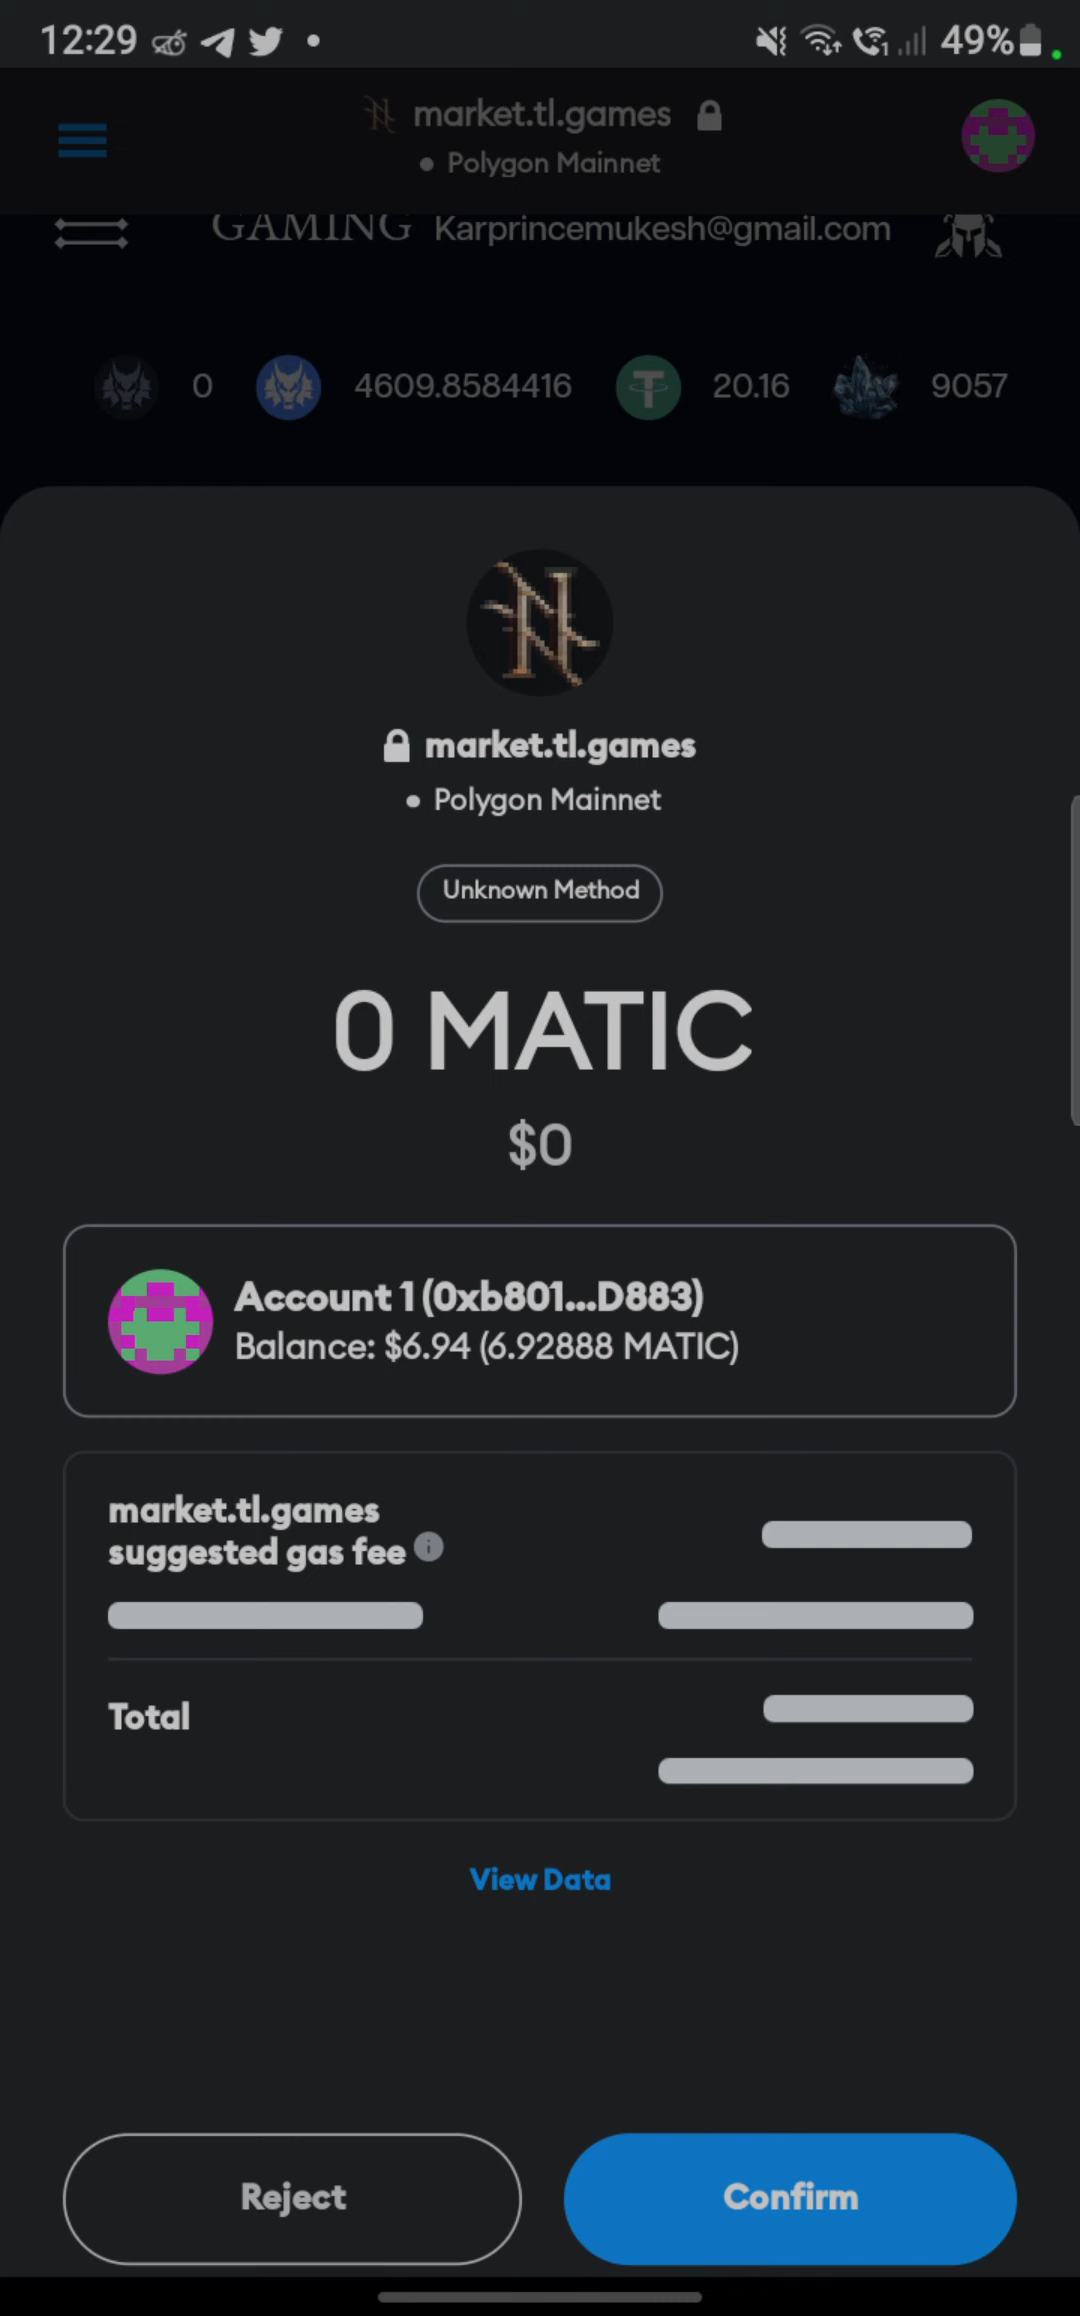 12:29
49%
market.tl.games
Polygon Mainnet
GAMING Karprincemukesh@gmail.com
0 4609.8584416 20.16 9057
market.tl.games
Polygon Mainnet
Unknown Method
0 MATIC
$0
Account 1 (0xb801...D883)
Balance: $6.94 (6.92888 MATIC)
market.tl.games
suggested gas fee
Total
View Data
Reject Confirm